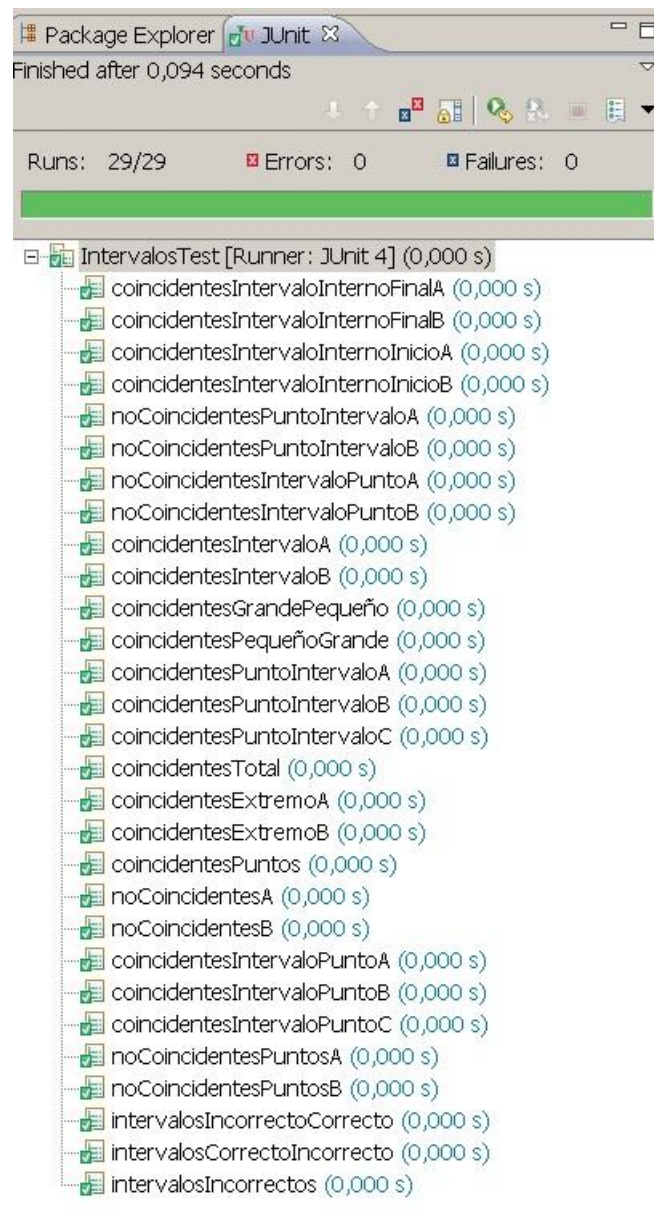 Package Explorer JUnit
Finished after 0,094 seconds
Runs: 29/29 Errors: 0 Failures: 0
IntervalosTest [Runner: JUnit 4] (0,000 s)
coincidentesIntervaloInternoFinalA (0,000 s)
coincidentesIntervaloInternoFinalB (0,000 s)
coincidentesIntervaloInternoInicioA (0,000 s)
coincidentesIntervaloInternoInicioB (0,000 s)
noCoincidentesPuntoIntervaloA (0,000 s)
noCoincidentesPuntoIntervaloB (0,000 s)
noCoincidentesIntervaloPuntoA (0,000 s)
noCoincidentesIntervaloPuntoB (0,000 s)
coincidentesIntervaloA (0,000 s)
coincidentesIntervaloB (0,000 s)
coincidentesGrandePequeño (0,000 s)
coincidentesPequeñoGrande (0,000 s)
coincidentesPuntoIntervaloA (0,000 s)
coincidentesPuntoIntervaloB (0,000 s)
coincidentesPuntoIntervaloC (0,000 s)
coincidentesTotal (0,000 s)
coincidentesExtremoA (0,000 s)
coincidentesExtremoB (0,000 s)
coincidentesPuntos (0,000 s)
noCoincidentesA (0,000 s)
noCoincidentesB (0,000 s)
coincidentesIntervaloPuntoA (0,000 s)
coincidentesIntervaloPuntoB (0,000 s)
coincidentesIntervaloPuntoC (0,000 s)
noCoincidentesPuntosA (0,000 s)
noCoincidentesPuntosB (0,000 s)
intervalosIncorrectoCorrecto (0,000 s)
intervalosCorrectoIncorrecto (0,000 s)
intervalosIncorrectos (0,000 s)